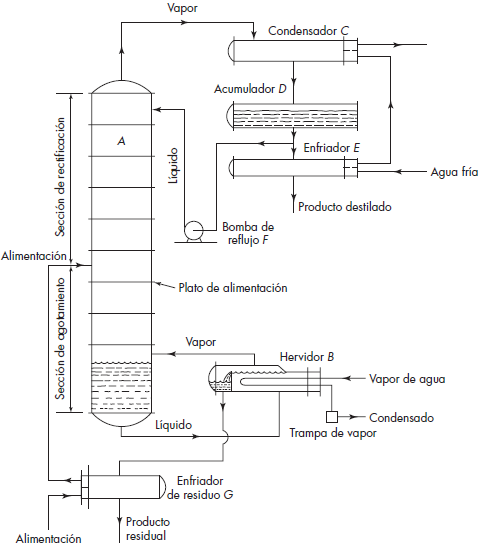 Vapor
Condensador C
Acumulador D
Sección de rectificación
A
Líquido
Enfriador E
Agua fría
Producto destilado
Bomba de
reflujo F
Alimentación
Plato de alimentación
Sección de agotamiento
Vapor
Hervidor B
Vapor de agua
Condensado
Trampa de vapor
Líquido
Enfriador
de residuo G
Producto
residual
Alimentación